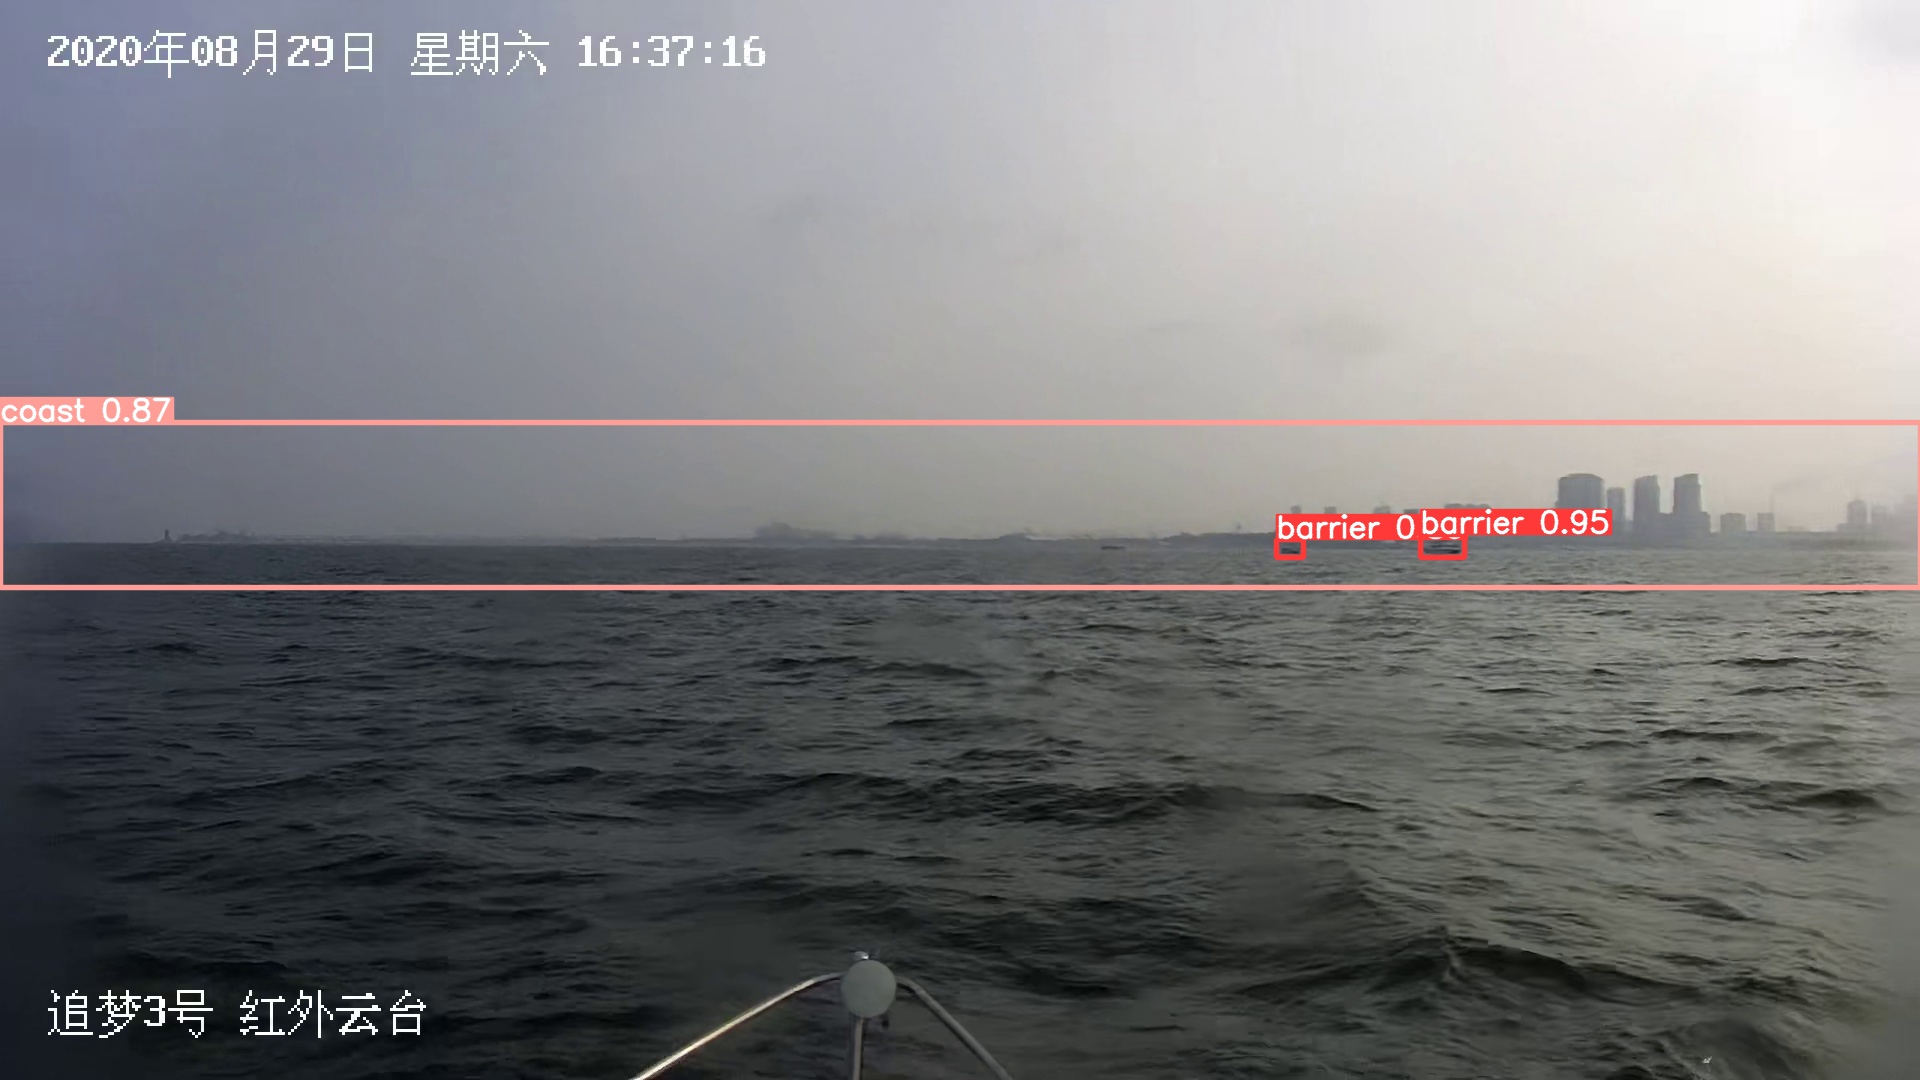 2020年08月29日 星期六 16:37:16
coast 0.87
barrier 0
barrier 0.95
追梦3号 红外云台